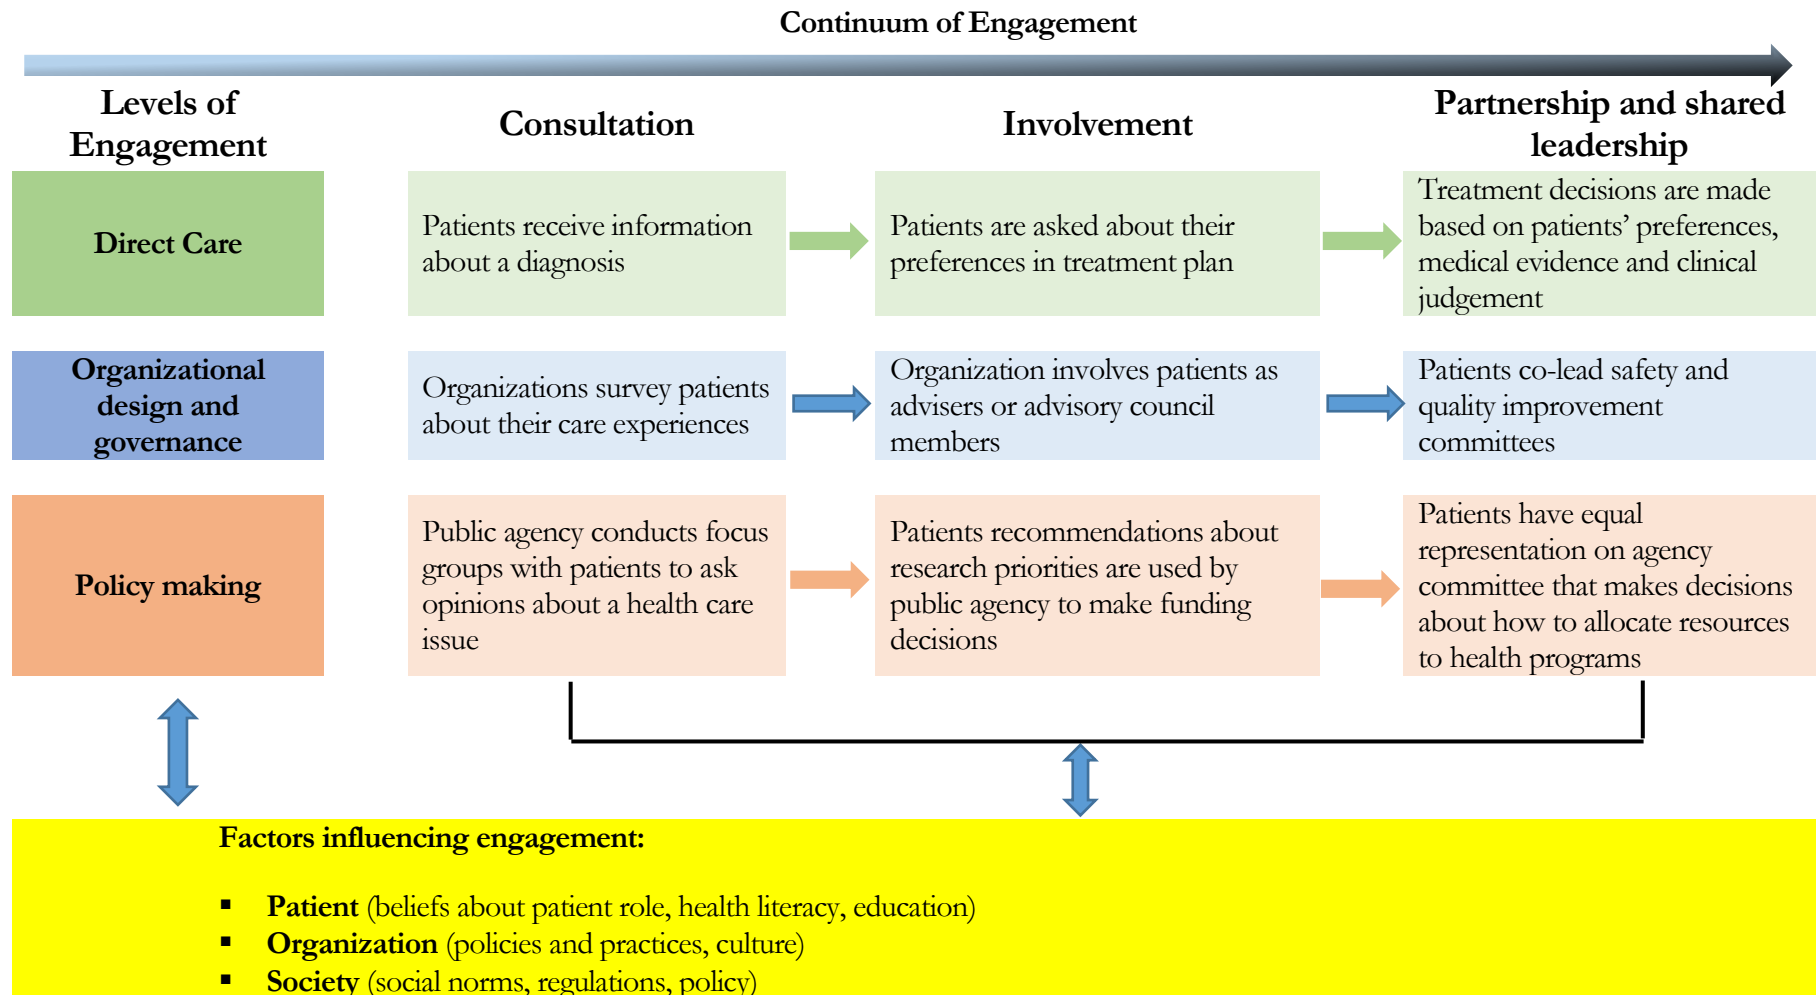 Continuum of Engagement
Levels of
Engagement
Consultation
Involvement
Partnership and shared
leadership
Direct Care
Patients receive information
about a diagnosis
Patients are asked about their
preferences in treatment plan
Treatment decisions are made
based on patients’ preferences,
medical evidence and clinical
judgement
Organizational
design and
governance
Organizations survey patients
about their care experiences
Organization involves patients as
advisers or advisory council
members
Patients co-lead safety and
quality improvement
committees
Policy making
Public agency conducts focus
groups with patients to ask
opinions about a health care
issue
Patients recommendations about
research priorities are used by
public agency to make funding
decisions
Patients have equal
representation on agency
committee that makes decisions
about how to allocate resources
to health programs
Factors influencing engagement:
▪ Patient (beliefs about patient role, health literacy, education)
▪ Organization (policies and practices, culture)
▪ Society (social norms, regulations, policy)